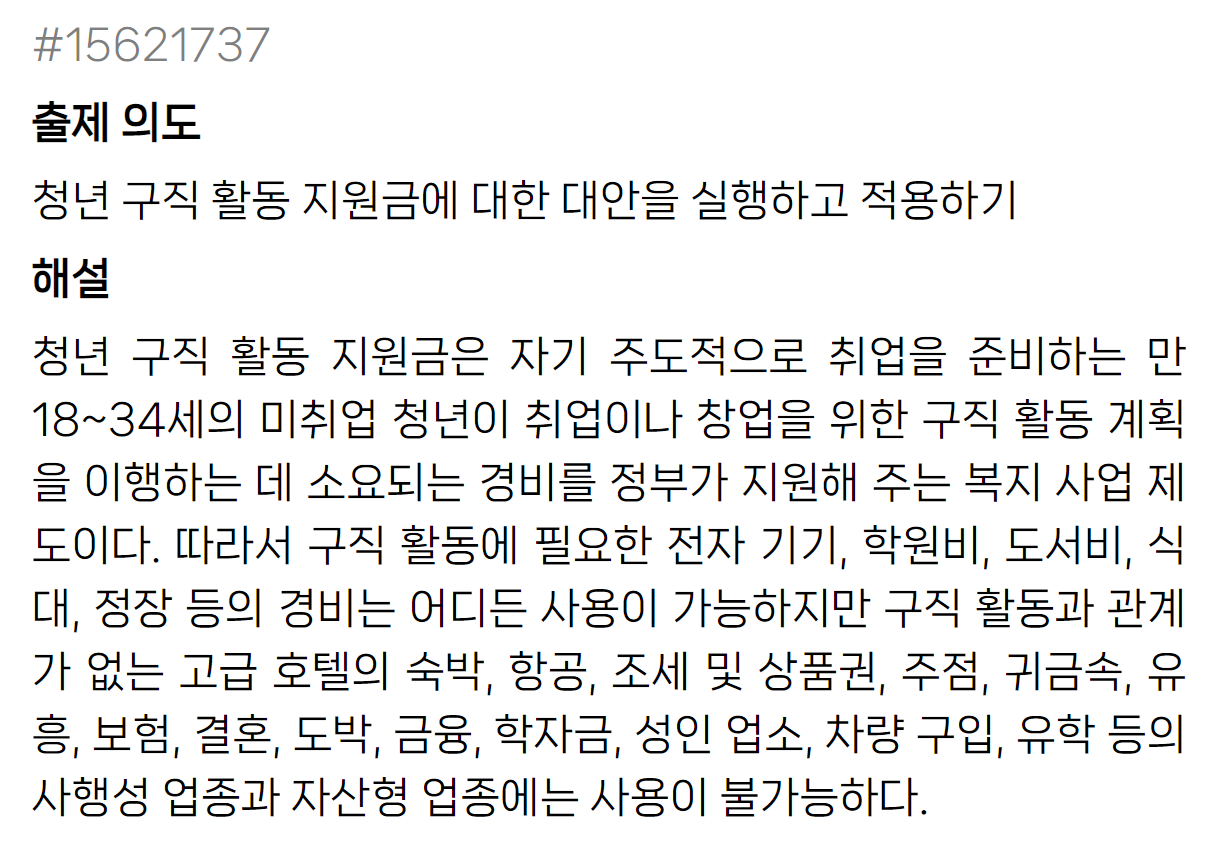 #15621737
출제 의도
청년 구직 활동 지원금에 대한 대안을 실행하고 적용하기
해설
청년 구직 활동 지원금은 자기 주도적으로 취업을 준비하는 만
18~34세의 미취업 청년이 취업이나 창업을 위한 구직 활동 계획
을 이행하는 데 소요되는 경비를 정부가 지원해 주는 복지 사업 제
도이다. 따라서 구직 활동에 필요한 전자 기기, 학원비, 도서비, 식
대, 정장 등의 경비는 어디든 사용이 가능하지만 구직 활동과 관계
가 없는 고급 호텔의 숙박, 항공, 조세 및 상품권, 주점, 귀금속, 유
흥, 보험, 결혼, 도박, 금융, 학자금, 성인 업소, 차량 구입, 유학 등의
사행성 업종과 자산형 업종에는 사용이 불가능하다.